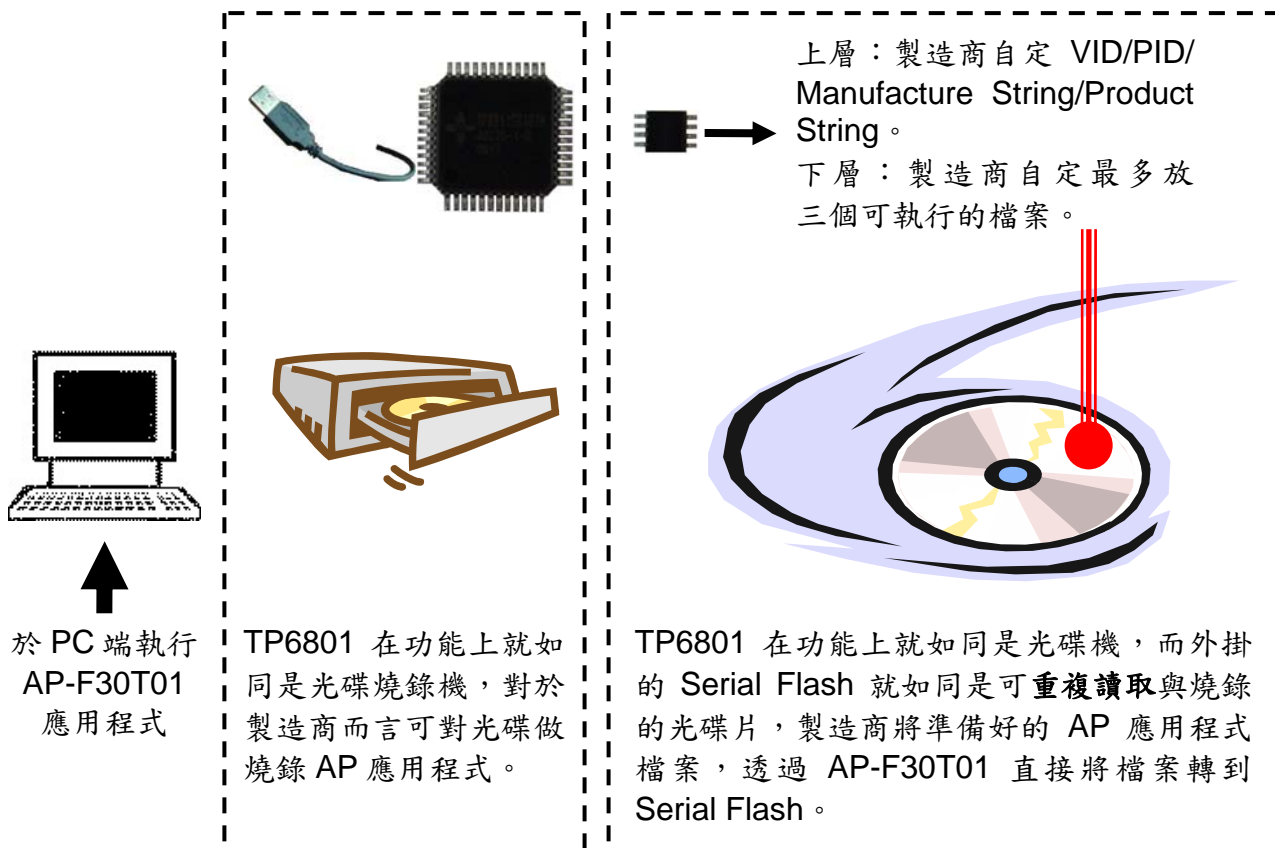 上層：製造商自定 VID/PID/
Manufacture String/Product
String。
下層：製造商自定最多放
三個可執行的檔案。
於 PC 端執行
AP-F30T01
應用程式
TP6801 在功能上就如
同是光碟燒錄機，對於
製造商而言可對光碟做
燒錄 AP 應用程式。
TP6801 在功能上就如同是光碟機，而外掛
的 Serial Flash 就如同是可重複讀取與燒錄
的光碟片，製造商將準備好的 AP 應用程式
檔案，透過 AP-F30T01 直接將檔案轉到
Serial Flash。